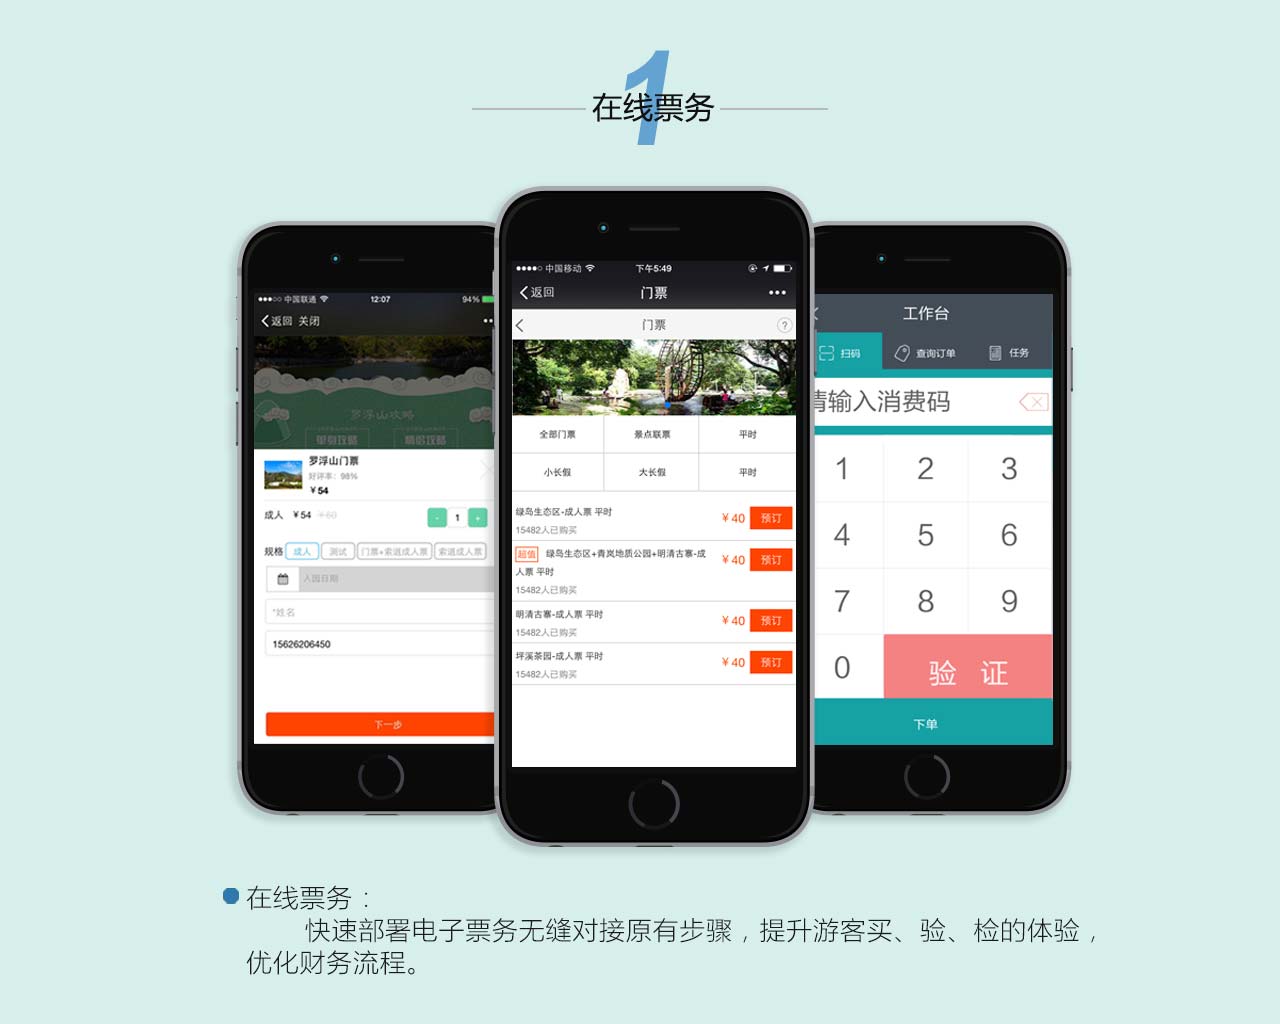 1
在线票务
中国联通
12:07
94%
返回 关闭
罗浮山攻略
单身攻略
情侣攻略
罗浮山门票
好评率: 98%
¥54
成人 ¥54 ¥60
- 1 +
规格 成人 测试 门票+索道成人票 索道成人票
入园日期
*姓名
15626206450
下一步
中国移动
下午5:49
返回
门票
门票
?
全部门票 景点联票 平时
小长假 大长假 平时
绿岛生态区-成人票 平时
15482人已购买
¥40 预订
超值 绿岛生态区+青岚地质公园+明清古寨-成
人票 平时
15482人已购买
¥40 预订
明清古寨-成人票 平时
15482人已购买
¥40 预订
坪溪茶园-成人票 平时
15482人已购买
¥40 预订
工作台
扫码 查询订单 任务
请输入消费码
1 2 3
4 5 6
7 8 9
0 验 证
下单
在线票务：
快速部署电子票务无缝对接原有步骤，提升游客买、验、检的体验，
优化财务流程。